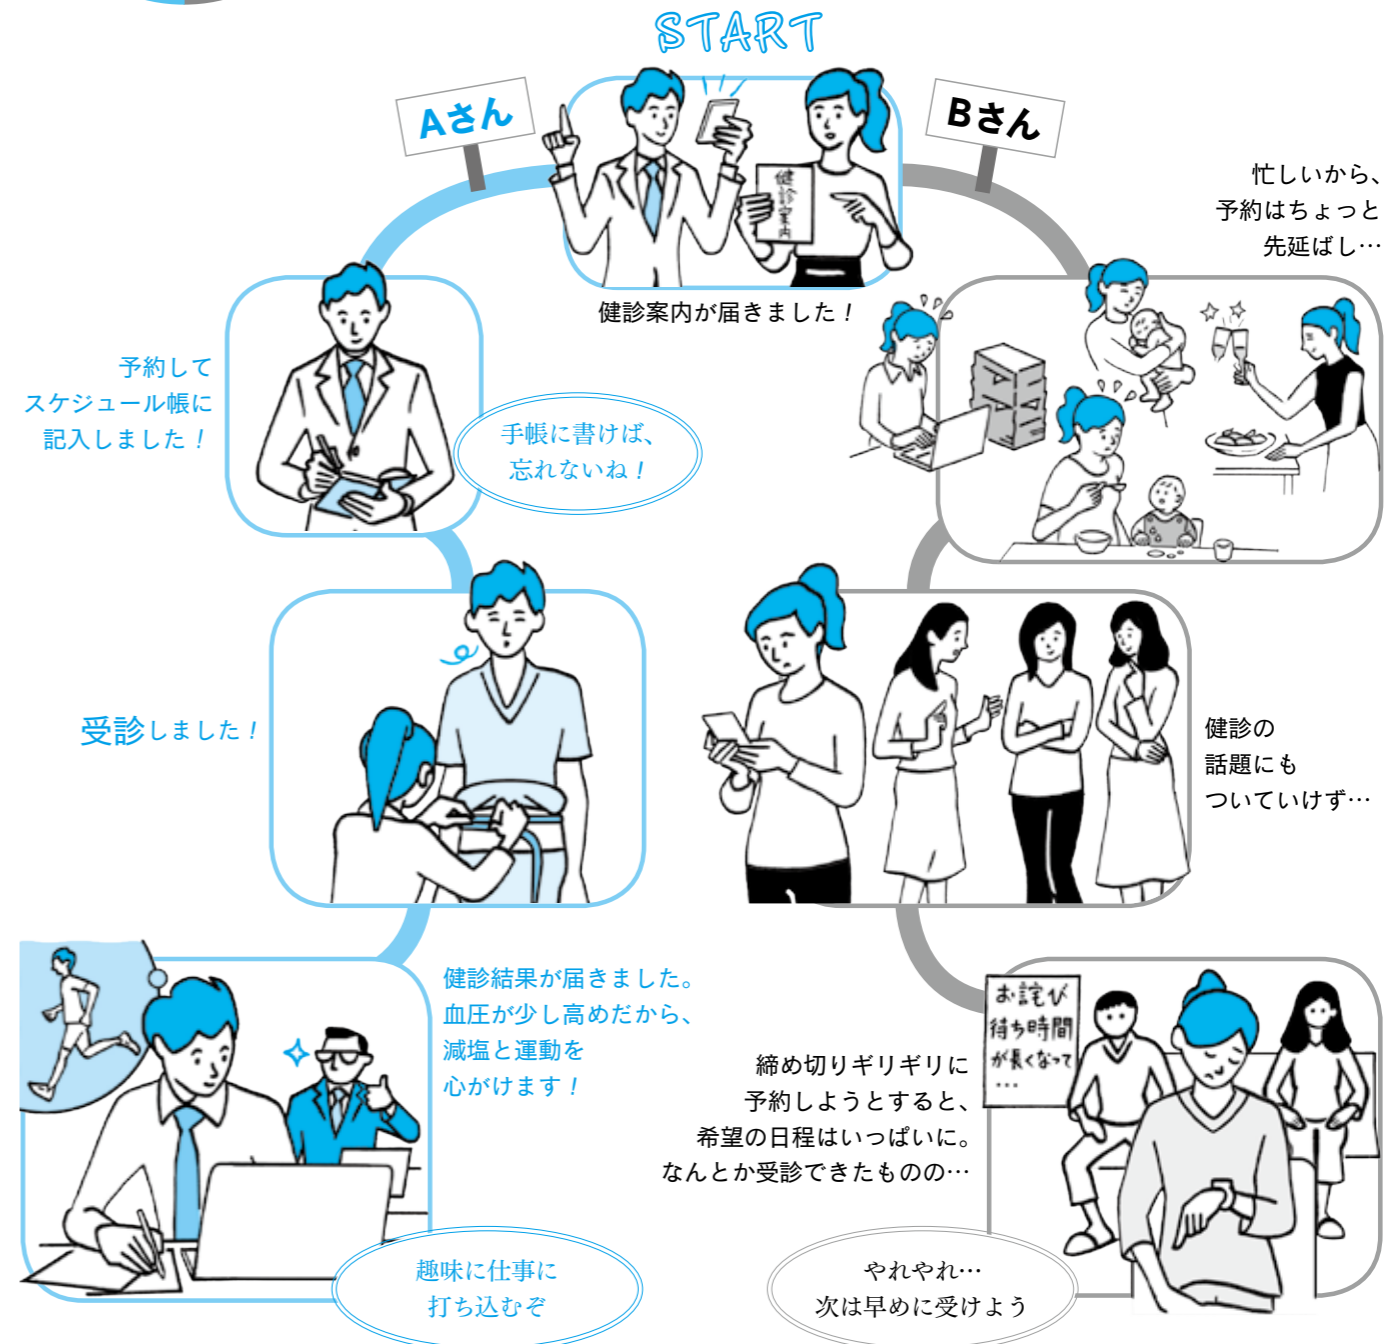 START
Aさん
Bさん
健診案内
健診案内が届きました！
忙しいから、
予約はちょっと
先延ばし…
予約して
スケジュール帳に
記入しました！
手帳に書けば、
忘れないね！
受診しました！
健診の
話題にも
ついていけず…
健診結果が届きました。
血圧が少し高めだから、
減塩と運動を
心がけます！
趣味に仕事に
打ち込むぞ
締め切りギリギリに
予約しようとすると、
希望の日程はいっぱいに。
なんとか受診できたものの…
お詫び
待ち時間
が長くなって
…
やれやれ…
次は早めに受けよう